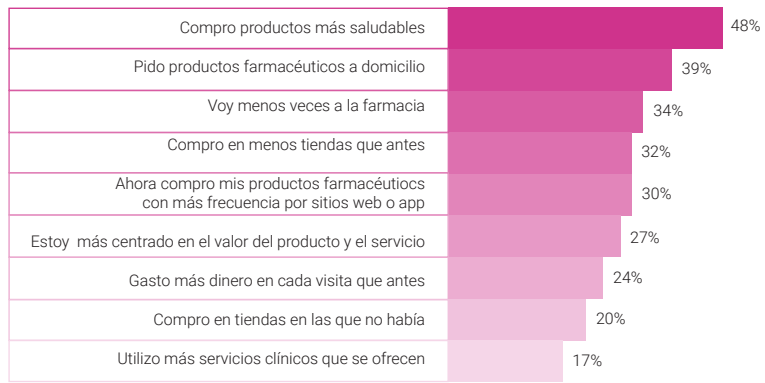 Compro productos más saludables 48%
Pido productos farmacéuticos a domicilio 39%
Voy menos veces a la farmacia 34%
Compro en menos tiendas que antes 32%
Ahora compro mis productos farmacéutiocs
con más frecuencia por sitios web o app 30%
Estoy más centrado en el valor del producto y el servicio 27%
Gasto más dinero en cada visita que antes 24%
Compro en tiendas en las que no había 20%
Utilizo más servicios clínicos que se ofrecen 17%